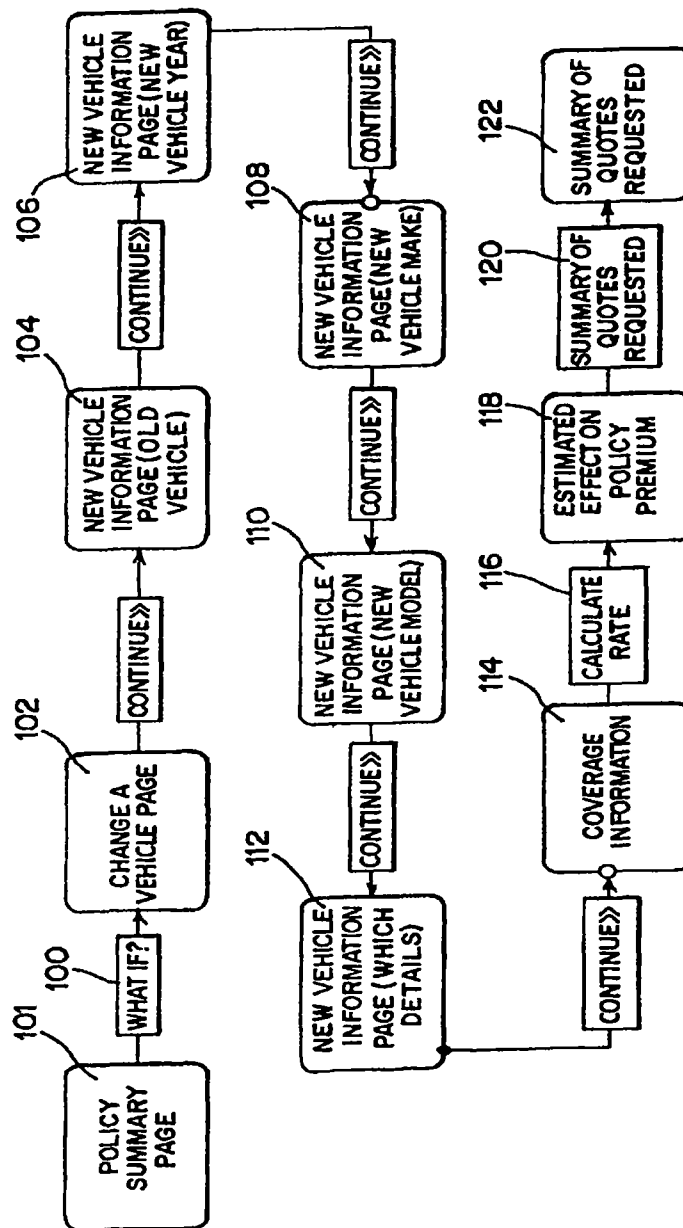 101
POLICY
SUMMARY
PAGE
100
WHAT IF?
102
CHANGE A
VEHICLE PAGE
CONTINUE»
104
NEW VEHICLE
INFORMATION
PAGE (OLD
VEHICLE)
CONTINUE»
106
NEW VEHICLE
INFORMATION
PAGE (NEW
VEHICLE YEAR)
CONTINUE»
108
NEW VEHICLE
INFORMATION
PAGE (NEW
VEHICLE MAKE)
CONTINUE»
110
NEW VEHICLE
INFORMATION
PAGE (NEW
VEHICLE MODEL)
CONTINUE»
112
NEW VEHICLE
INFORMATION
PAGE (WHICH
DETAILS)
CONTINUE»
114
COVERAGE
INFORMATION
116
CALCULATE
RATE
118
ESTIMATED
EFFECT ON
POLICY
PREMIUM
120
SUMMARY OF
QUOTES
REQUESTED
122
SUMMARY OF
QUOTES
REQUESTED